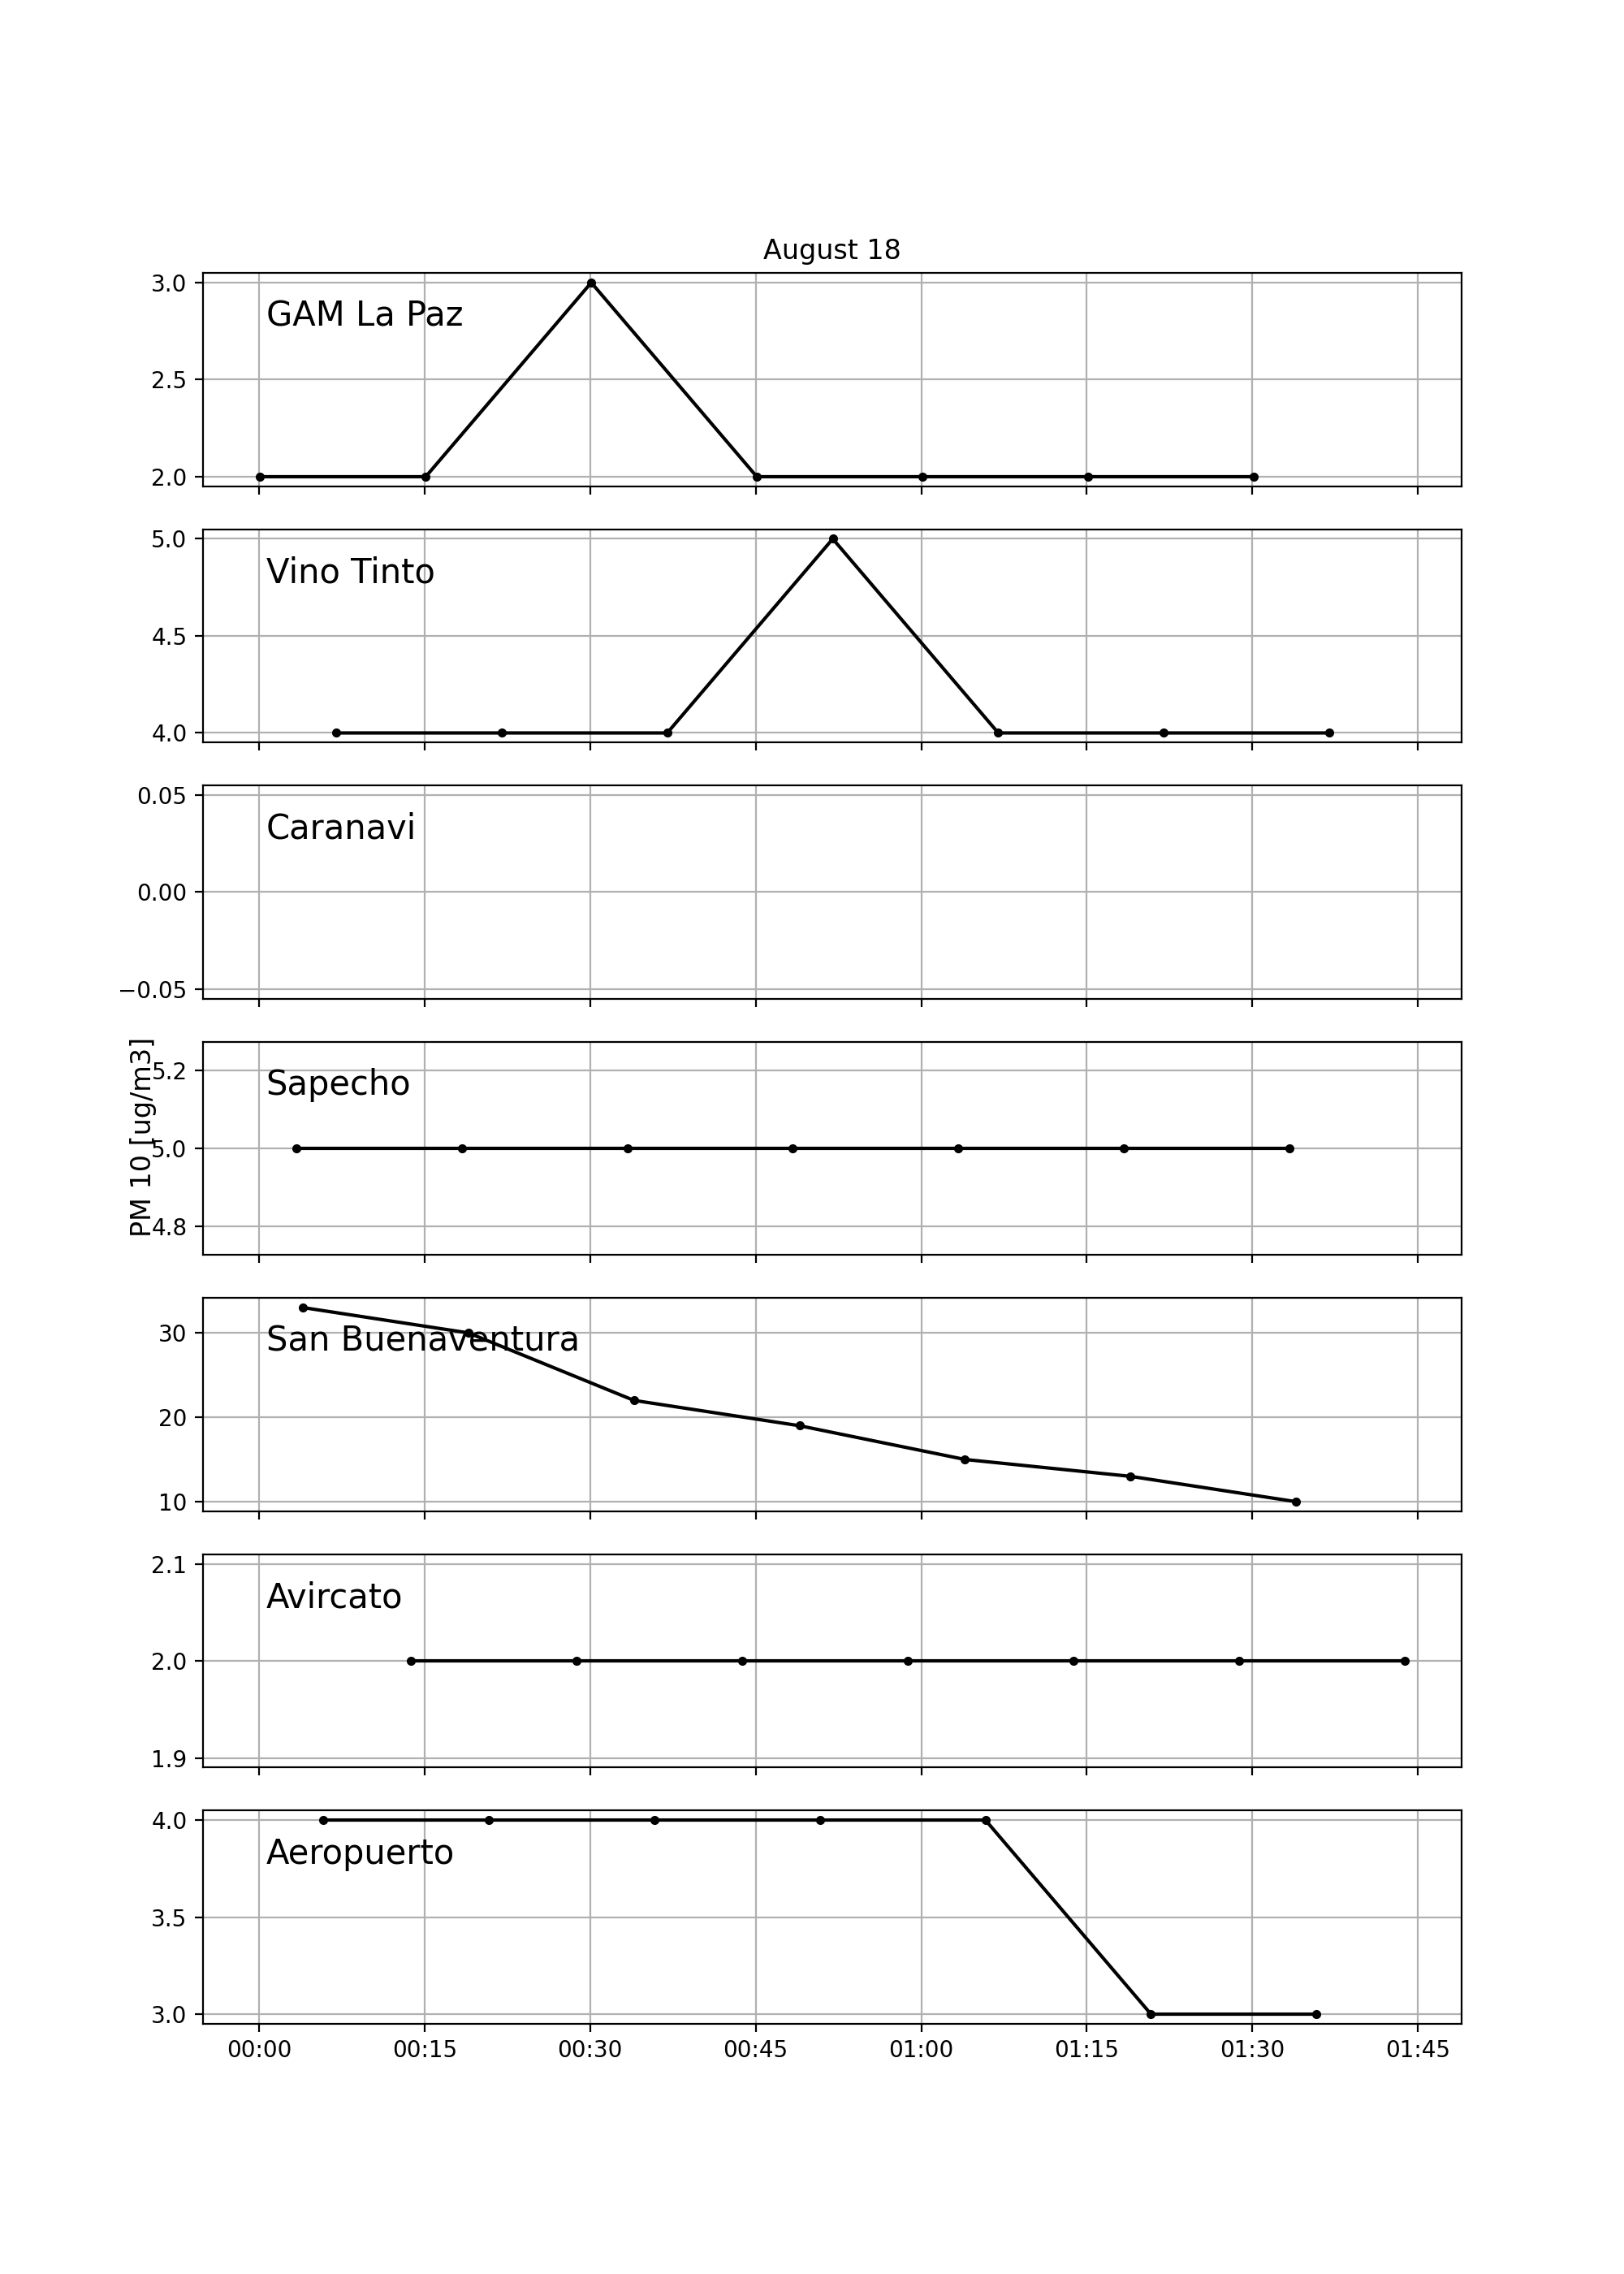 August 18
3.0
GAM La Paz
2.5
2.0
5.0
Vino Tinto
4.5
4.0
0.05
Caranavi
0.00
−0.05
PM 10 [ug/m3]
5.2
Sapecho
5.0
4.8
30
San Buenaventura
20
10
2.1
Avircato
2.0
1.9
4.0
Aeropuerto
3.5
3.0
00:00 00:15 00:30 00:45 01:00 01:15 01:30 01:45